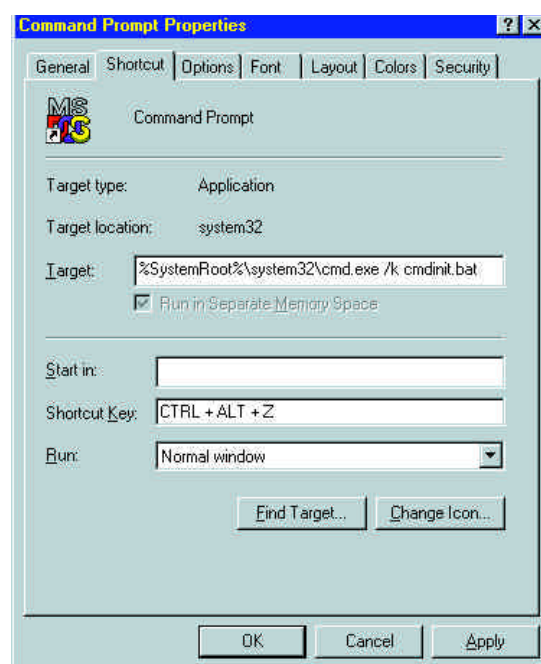 Command Prompt Properties ? ×
General Shortcut Options Font Layout Colors Security
MS DOS Command Prompt
Target type: Application
Target location: system32
Target: %SystemRoot%\system32\cmd.exe /k cmdinit.bat
Run in Separate Memory Space
Start in:
Shortcut Key: CTRL + ALT + Z
Run: Normal window
Find Target... Change Icon...
OK Cancel Apply